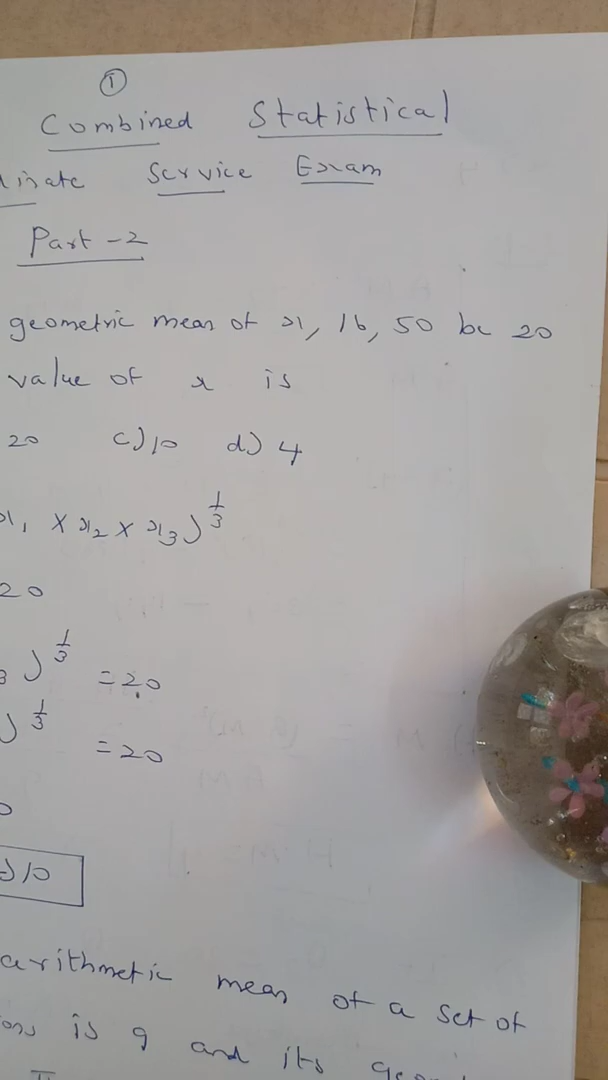 ①
Combined Statistical
Service Exam
Part-2
geometric mean of x, 16, 50 be 20
value of x is
20 c) 10 d) 4
x₁ × x₂ × x₃)^1/3
20
3)^1/3 = 20
)^1/3 = 20
0
10
arithmetic mean of a set of
is 9 and its